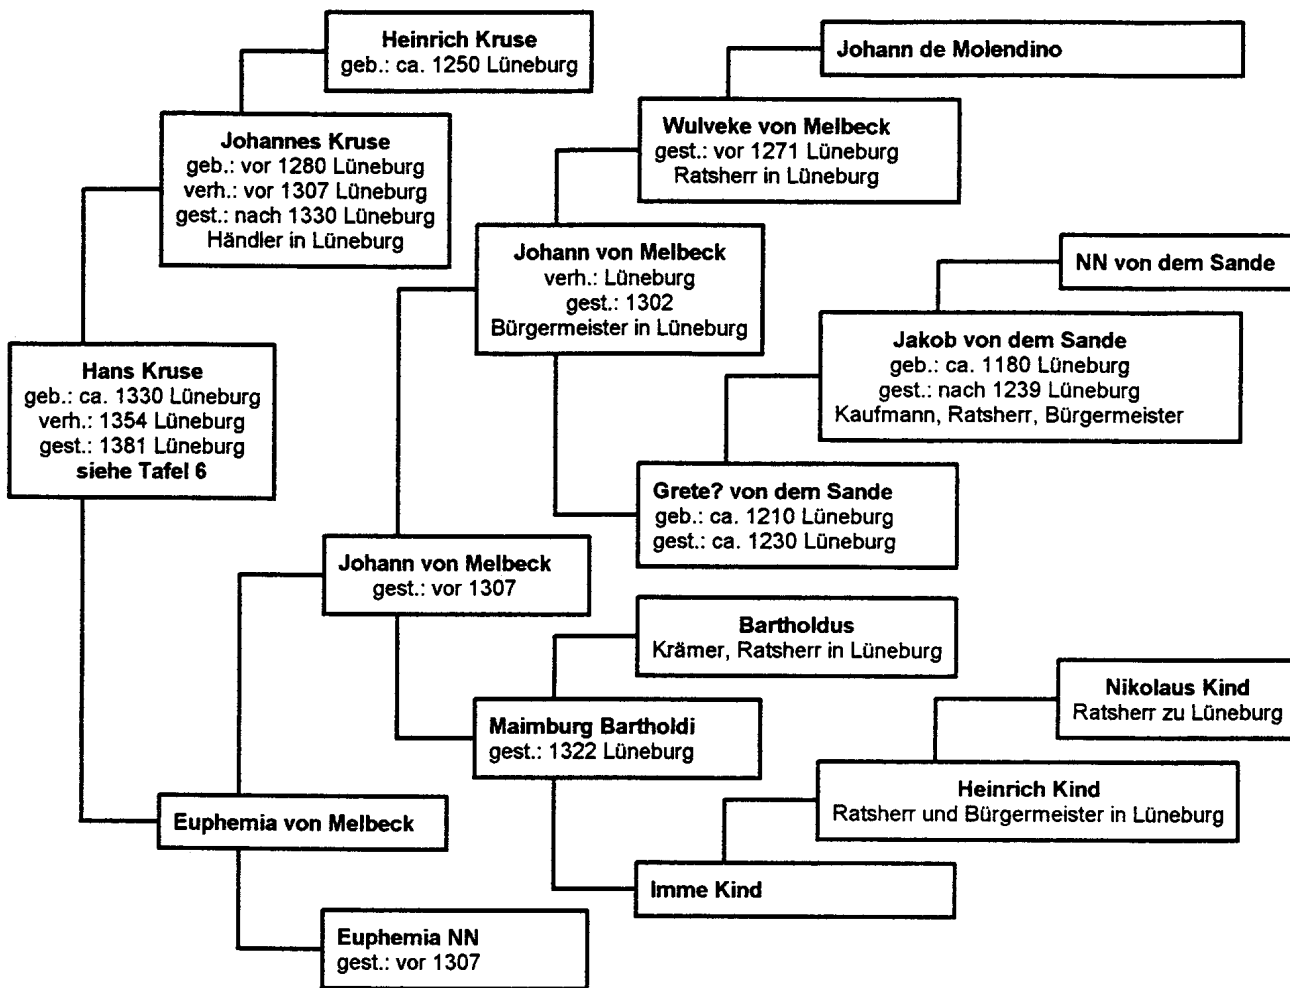 Heinrich Kruse
geb.: ca. 1250 Lüneburg
Johann de Molendino
Johannes Kruse
geb.: vor 1280 Lüneburg
verh.: vor 1307 Lüneburg
gest.: nach 1330 Lüneburg
Händler in Lüneburg
Wulveke von Melbeck
gest.: vor 1271 Lüneburg
Ratsherr in Lüneburg
Johann von Melbeck
verh.: Lüneburg
gest.: 1302
Bürgermeister in Lüneburg
NN von dem Sande
Jakob von dem Sande
geb.: ca. 1180 Lüneburg
gest.: nach 1239 Lüneburg
Kaufmann, Ratsherr, Bürgermeister
Hans Kruse
geb.: ca. 1330 Lüneburg
verh.: 1354 Lüneburg
gest.: 1381 Lüneburg
siehe Tafel 6
Grete? von dem Sande
geb.: ca. 1210 Lüneburg
gest.: ca. 1230 Lüneburg
Johann von Melbeck
gest.: vor 1307
Bartholdus
Krämer, Ratsherr in Lüneburg
Nikolaus Kind
Ratsherr zu Lüneburg
Maimburg Bartholdi
gest.: 1322 Lüneburg
Heinrich Kind
Ratsherr und Bürgermeister in Lüneburg
Euphemia von Melbeck
Imme Kind
Euphemia NN
gest.: vor 1307